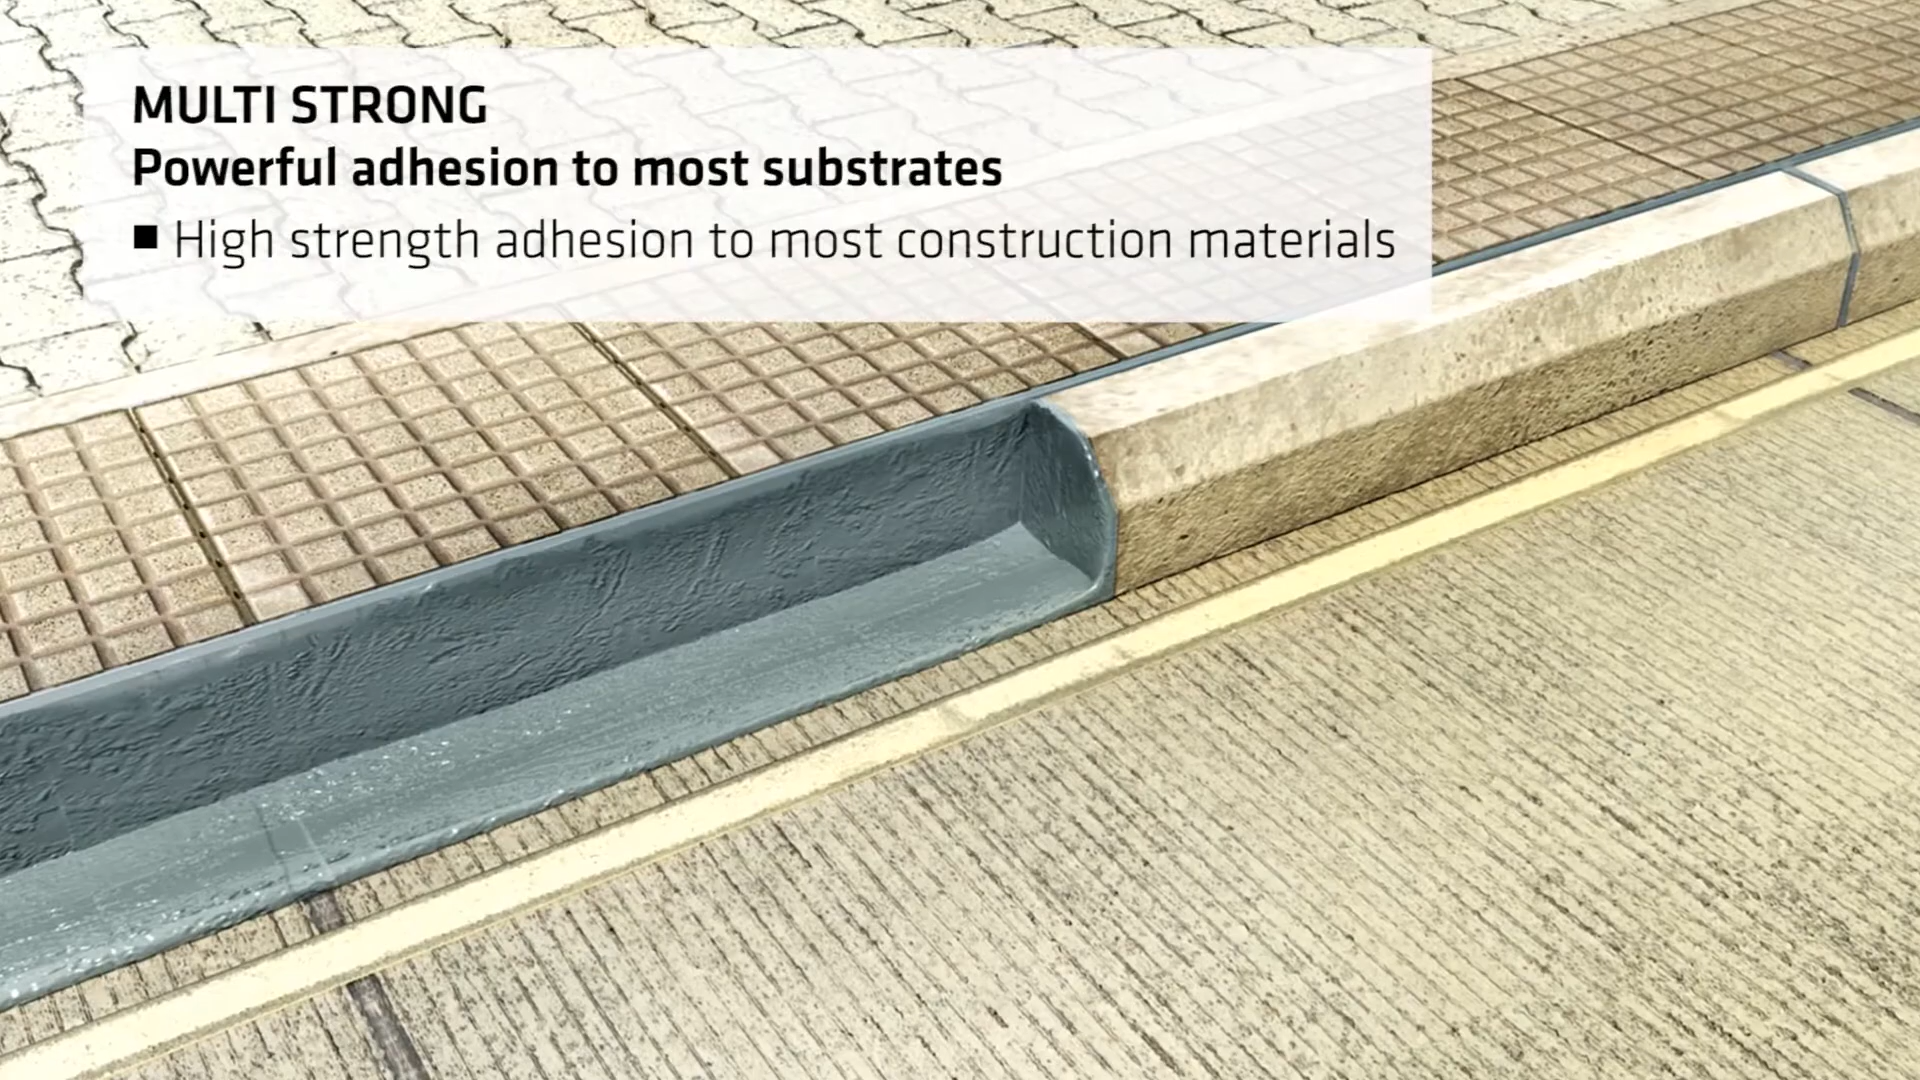 MULTI STRONG
Powerful adhesion to most substrates
■ High strength adhesion to most construction materials